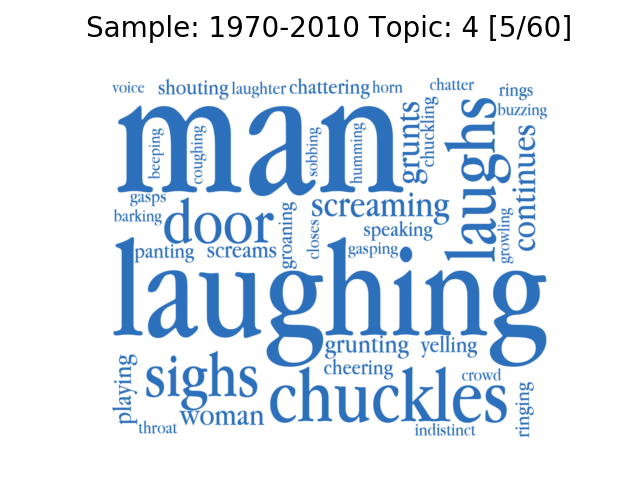 Sample: 1970-2010 Topic: 4 [5/60]
voice shouting laughter chattering horn chatter rings
buzzing
man
beeping
coughing
sobbing
humming
grunts
chuckling
laughs
continues
growling
gasps
barking
door
groaning
closes
screaming
speaking
gasping
panting screams
laughing
grunting yelling
cheering
crowd
playing
sighs
chuckles
ringing
woman
throat
indistinct